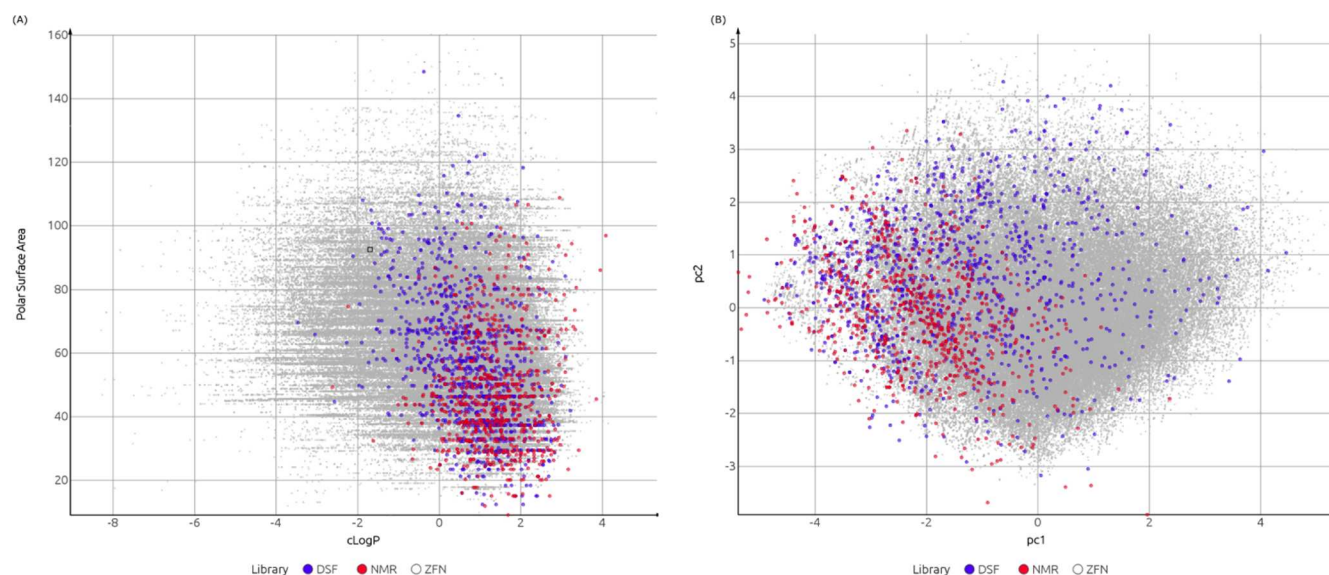 (A)
160
140
120
100
80
60
40
20
Polar Surface Area
-8 -6 -4 -2 0 2 4
cLogP
Library DSF NMR ZFN
(B)
5
4
3
2
1
0
-1
-2
-3
pc2
-4 -2 0 2 4
pc1
Library DSF NMR ZFN